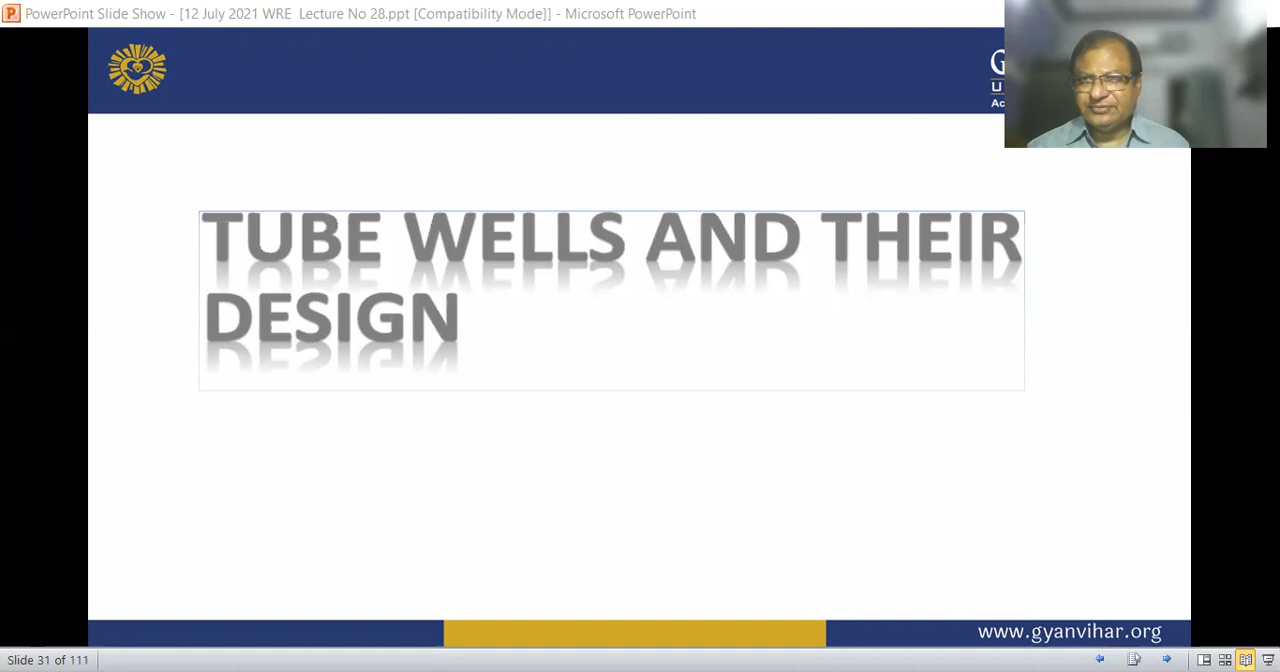 PowerPoint Slide Show - [12 July 2021 WRE  Lecture No 28.ppt [Compatibility Mode]] - Microsoft PowerPoint
G
U
Ac
TUBE WELLS AND THEIR
DESIGN
www.gyanvihar.org
Slide 31 of 111